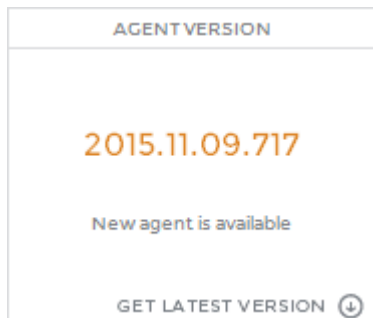 AGENT VERSION
2015.11.09.717
New agent is available
GET LATEST VERSION